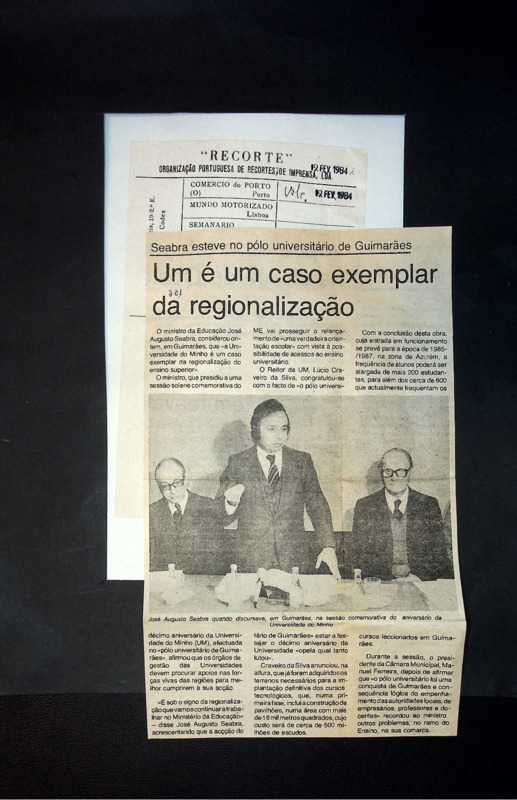 "RECORTE"
ORGANIZAÇÃO PORTUGUESA DE RECORTES DE IMPRENSA, LDA.
12 FEV. 1984
COMERCIO do PORTO
(O) Porto
12 FEV. 1984
MUNDO MOTORIZADO
Lisboa
SEMANARIO
Codex
Seabra esteve no pólo universitário de Guimarães
Um é um caso exemplar
da regionalização
O ministro da Educação José
Augusto Seabra, considerou on-
tem, em Guimarães, que «a Uni-
versidade do Minho é um caso
exemplar da regionalização do
ensino superior».
O ministro, que presidiu a uma
sessão solene comemorativa do
ME vai prosseguir o relança-
mento de «uma verdadeira orien-
tação escolar» com vista à pos-
sibilidade de acessos ao ensino
universitário.
O Reitor da UM, Lúcio Cra-
veiro da Silva, congratulou-se
com o facto de «o pólo universi-
Com a conclusão desta obra,
cuja entrada em funcionamento
se prevê para a época de 1985-
/1987, na zona de Azurém, a
frequência de alunos poderá ser
alargada de mais 200 estudan-
tes, para além dos cerca de 600
que actualmente frequentam os
José Augusto Seabra quando discursava, em Guimarães, na sessão comemorativa do aniversário da
Universidade do Minho
décimo aniversário da Universi-
dade do Minho (UM), efectuada
no «pólo universitário de Guima-
rães», afirmou que os órgãos de
gestão das Universidades
devem procurar apoios nas for-
ças vivas das regiões para me-
lhor cumprirem a sua acção.
«É sob o signo da regionaliza-
ção que vamos continuar a traba-
lhar no Ministério da Educação»
— disse José Augusto Seabra,
acrescentando que a acção do
tário de Guimarães» estar a fes-
tejar o décimo aniversário da
Universidade «opela qual tanto
lutou».
Craveiro da Silva anunciou, na
altura, que já foram adquiridos os
terrenos necessários para a im-
plantação definitiva dos cursos
tecnológicos, que, numa pri-
meira fase, inclui a construção de
pavilhões, numa área com mais
de 16 mil metros quadrados, cujo
custo será de cerca de 500 mi-
lhões de escudos.
cursos leccionados em Guima-
rães.
Durante a sessão, o presi-
dente da Câmara Municipal, Ma-
nuel Ferreira, depois de afirmar
que «o pólo universitário foi uma
conquista de Guimarães e con-
sequência lógica do empenha-
mento das autoridades locais, de
empresários, professores e do-
centes» recordou ao ministro
outros problemas, no ramo do
Ensino, na sua comarca.